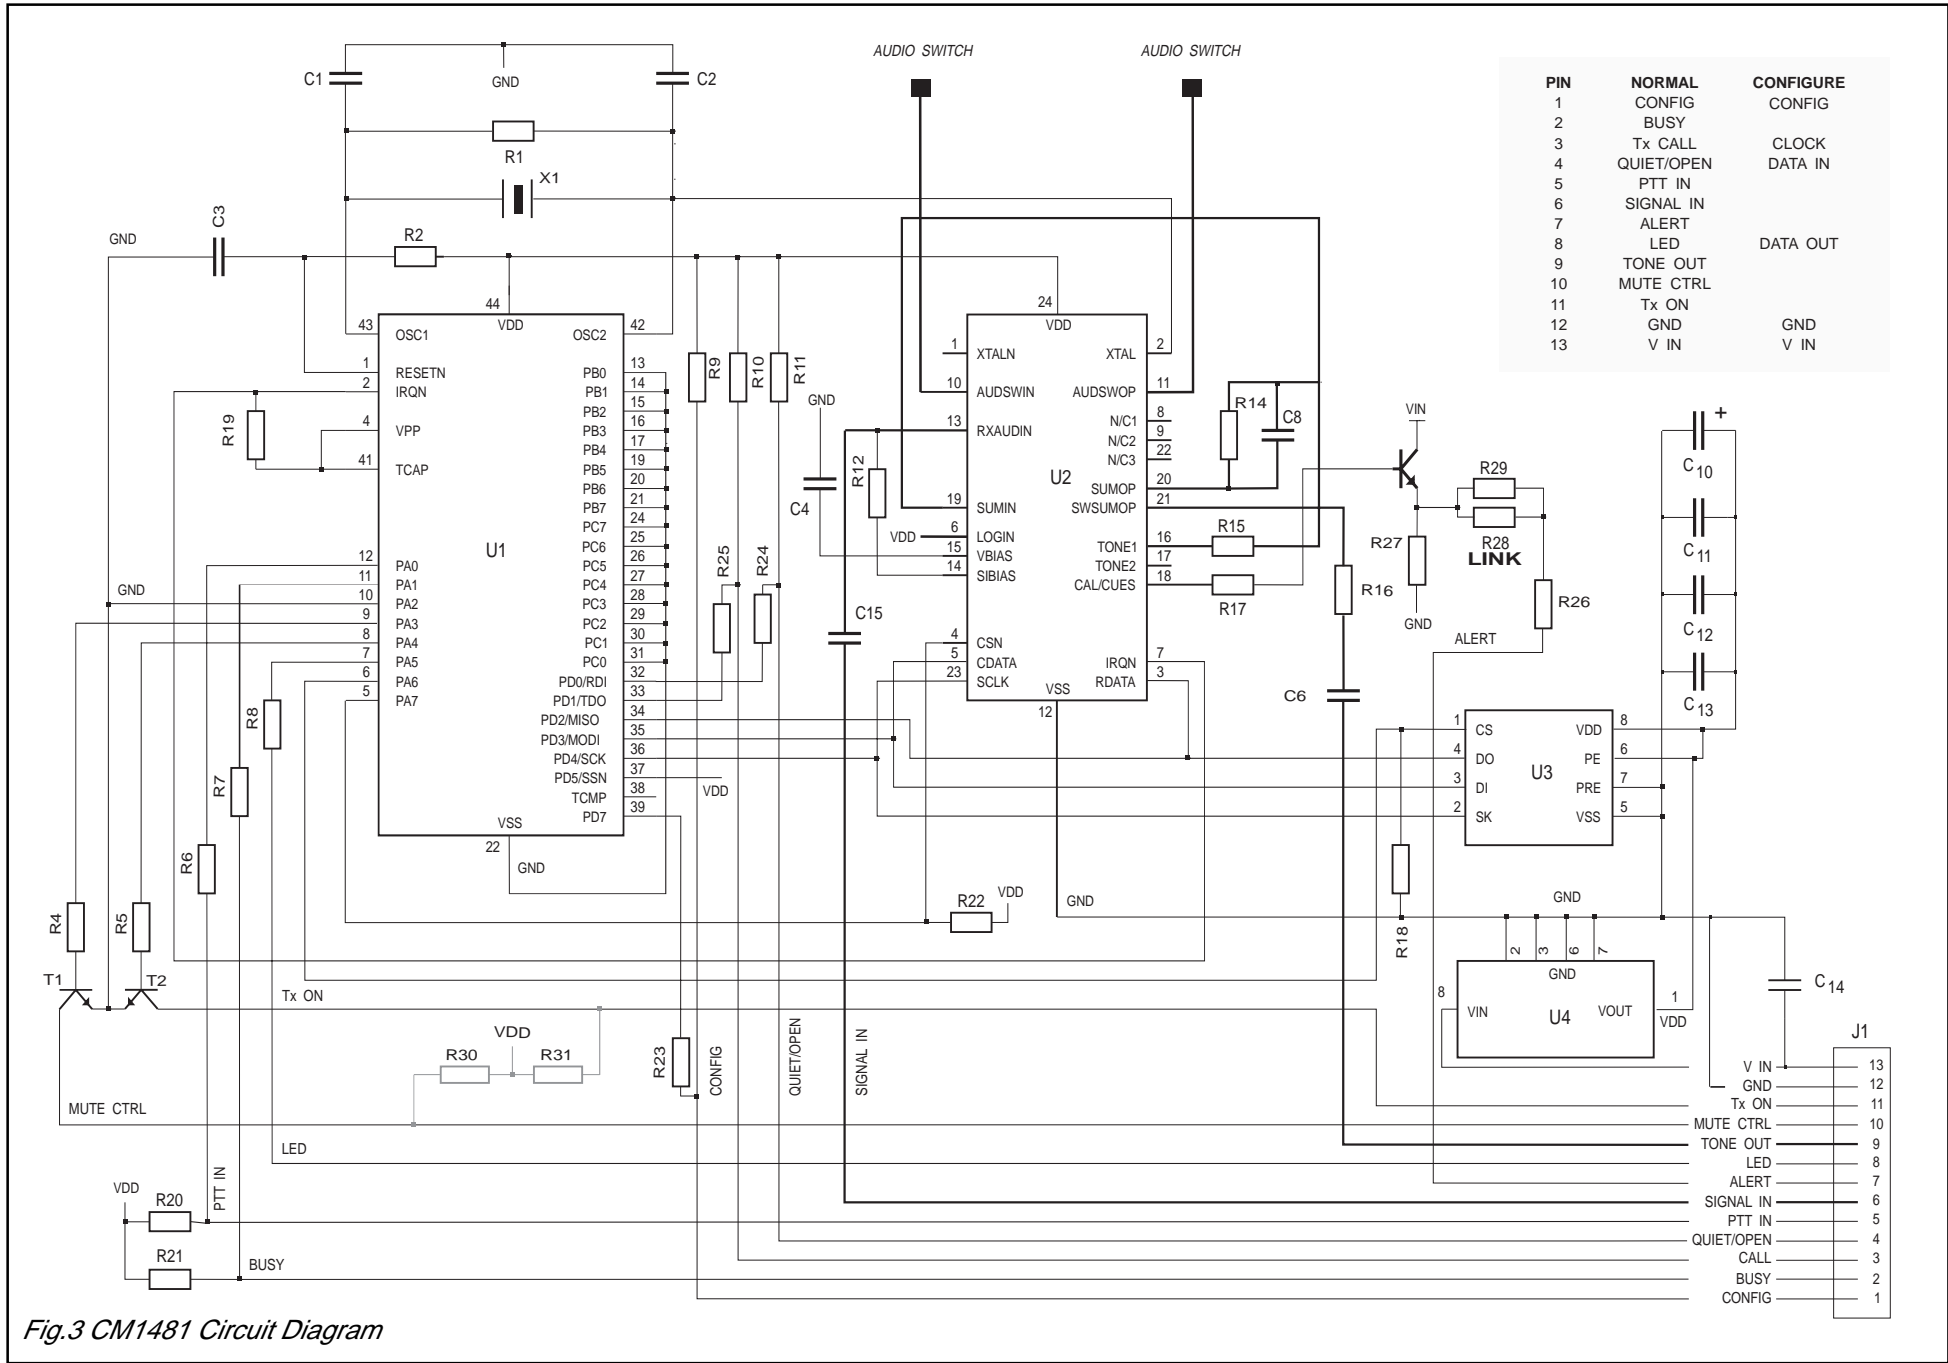 AUDIO SWITCH
AUDIO SWITCH
C1
GND
C2
R1
X1
C3
GND
R2
PIN NORMAL CONFIGURE
1 CONFIG CONFIG
2 BUSY
3 Tx CALL CLOCK
4 QUIET/OPEN DATA IN
5 PTT IN
6 SIGNAL IN
7 ALERT
8 LED DATA OUT
9 TONE OUT
10 MUTE CTRL
11 Tx ON
12 GND GND
13 V IN V IN
44
VDD
43 OSC1
OSC2 42
1 RESETN
2 IRQN
4 VPP
41 TCAP
U1
12 PA0
11 PA1
10 PA2
9 PA3
8 PA4
7 PA5
6 PA6
5 PA7
PB0 13
PB1 14
PB2 15
PB3 16
PB4 17
PB5 19
PB6 20
PB7 21
PC7 24
PC6 25
PC5 26
PC4 27
PC3 28
PC2 29
PC1 30
PC0 31
PD0/RDI 32
PD1/TDO 33
PD2/MISO 34
PD3/MODI 35
PD4/SCK 36
PD5/SSN 37
TCMP 38
PD7 39
VSS
22
GND
VDD
R19
GND
R9
R10
R11
R25
R24
GND
C4
R12
C15
VDD
24
VDD
1 XTALN
XTAL 2
10 AUDSWIN
AUDSWOP 11
13 RXAUDIN
N/C1 8
N/C2 9
N/C3 22
U2
SUMOP 20
19 SUMIN
SWSUMOP 21
6 LOGIN
15 VBIAS
14 SIBIAS
TONE1 16
TONE2 17
CAL/CUES 18
4 CSN
5 CDATA
23 SCLK
IRQN 7
RDATA 3
VSS
12
R14
C8
R15
R17
R16
C6
VIN
R27
GND
R29
R28
LINK
R26
ALERT
+
C10
C11
C12
C13
1 CS
4 DO
3 DI
2 SK
U3
VDD 8
PE 6
PRE 7
VSS 5
R18
GND
GND
2 3 6 7
GND
8 VIN
U4
VOUT 1
VDD
C14
R22
VDD
R8
R7
R6
R4
R5
T1
T2
Tx ON
VDD
R30
R31
R23
CONFIG
QUIET/OPEN
SIGNAL IN
MUTE CTRL
LED
PTT IN
VDD
R20
R21
BUSY
J1
V IN 13
GND 12
Tx ON 11
MUTE CTRL 10
TONE OUT 9
LED 8
ALERT 7
SIGNAL IN 6
PTT IN 5
QUIET/OPEN 4
CALL 3
BUSY 2
CONFIG 1
Fig.3 CM1481 Circuit Diagram